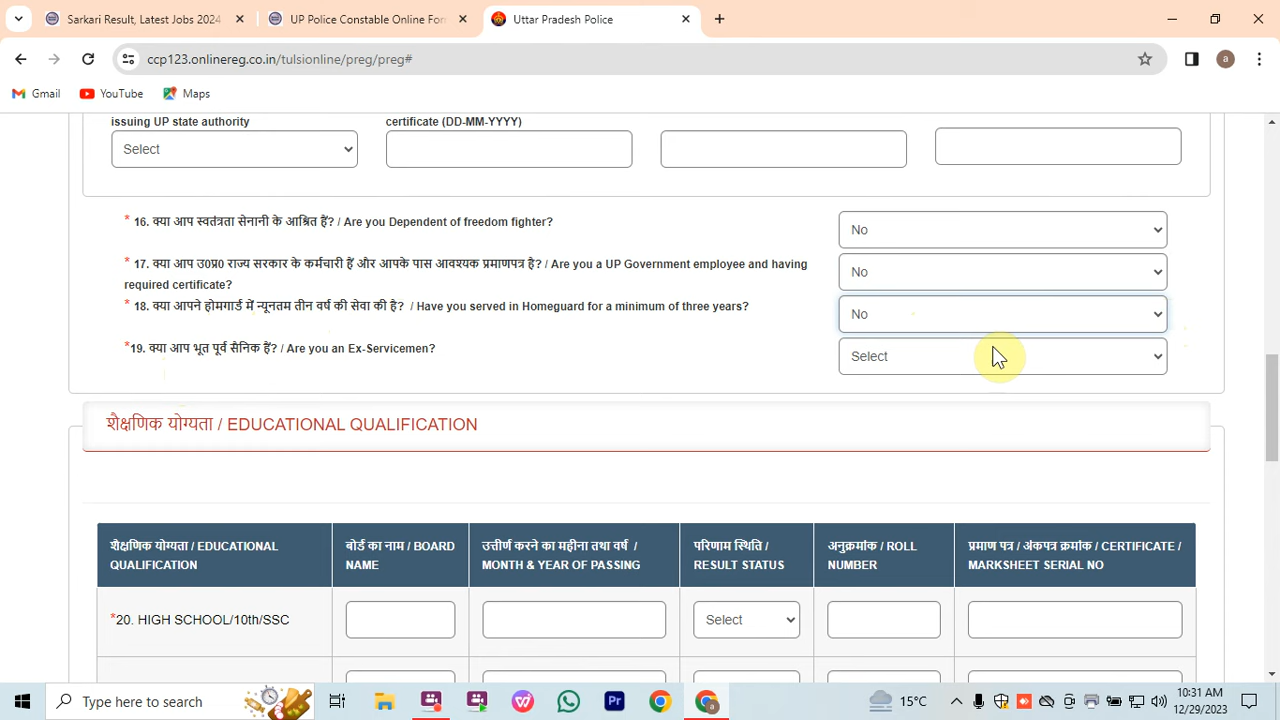 Sarkari Result, Latest Jobs 2024
UP Police Constable Online For
Uttar Pradesh Police
ccp123.onlinereg.co.in/tulsionline/preg/preg#
a
Gmail
YouTube
Maps
issuing UP state authority
certificate (DD-MM-YYYY)
Select
* 16. क्या आप स्वतंत्रता सेनानी के आश्रित हैं? / Are you Dependent of freedom fighter?
No
* 17. क्या आप उ0प्र0 राज्य सरकार के कर्मचारी हैं और आपके पास आवश्यक प्रमाणपत्र है? / Are you a UP Government employee and having
required certificate?
No
* 18. क्या आपने होमगार्ड में न्यूनतम तीन वर्ष की सेवा की है? / Have you served in Homeguard for a minimum of three years?
No
*19. क्या आप भूत पूर्व सैनिक हैं? / Are you an Ex-Servicemen?
Select
शैक्षणिक योग्यता / EDUCATIONAL QUALIFICATION
शैक्षणिक योग्यता / EDUCATIONAL
QUALIFICATION
बोर्ड का नाम / BOARD
NAME
उत्तीर्ण करने का महीना तथा वर्ष /
MONTH & YEAR OF PASSING
परिणाम स्थिति /
RESULT STATUS
अनुक्रमांक / ROLL
NUMBER
प्रमाण पत्र / अंकपत्र क्रमांक / CERTIFICATE /
MARKSHEET SERIAL NO
*20. HIGH SCHOOL/10th/SSC
Select
Type here to search
Pr
a
15°C
10:31 AM
12/29/2023